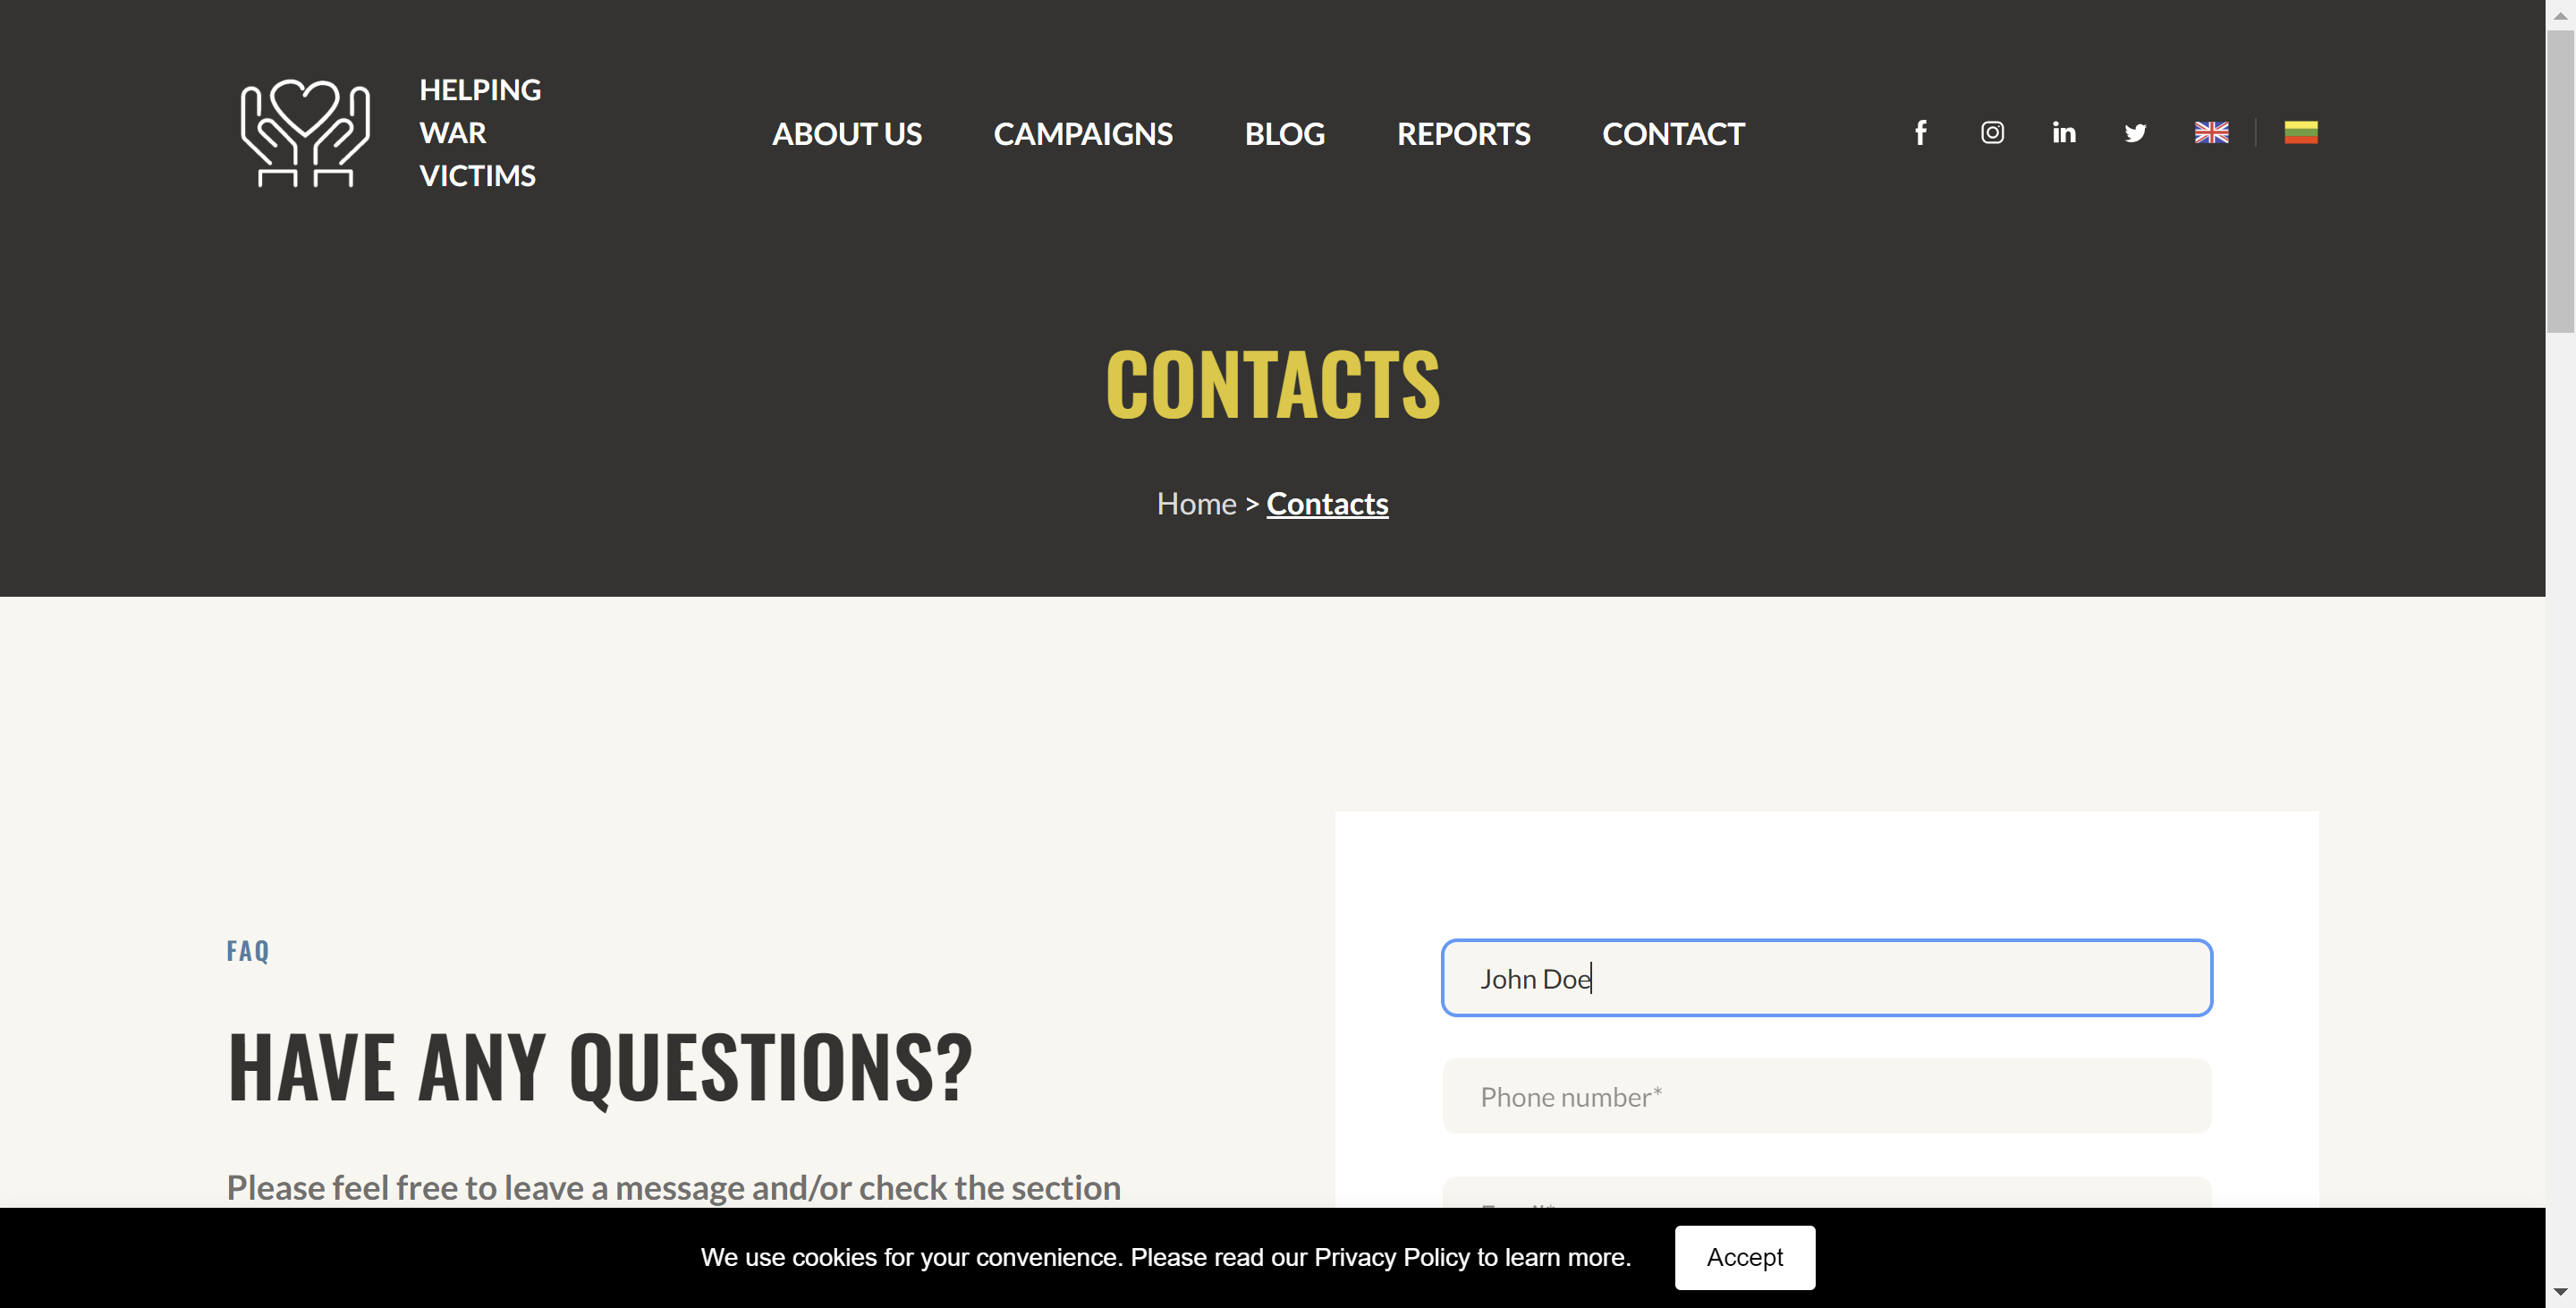 HELPING
WAR
VICTIMS
ABOUT US
CAMPAIGNS
BLOG
REPORTS
CONTACT
CONTACTS
Home > Contacts
FAQ
HAVE ANY QUESTIONS?
Please feel free to leave a message and/or check the section
John Doe
Phone number*
We use cookies for your convenience. Please read our Privacy Policy to learn more.
Accept